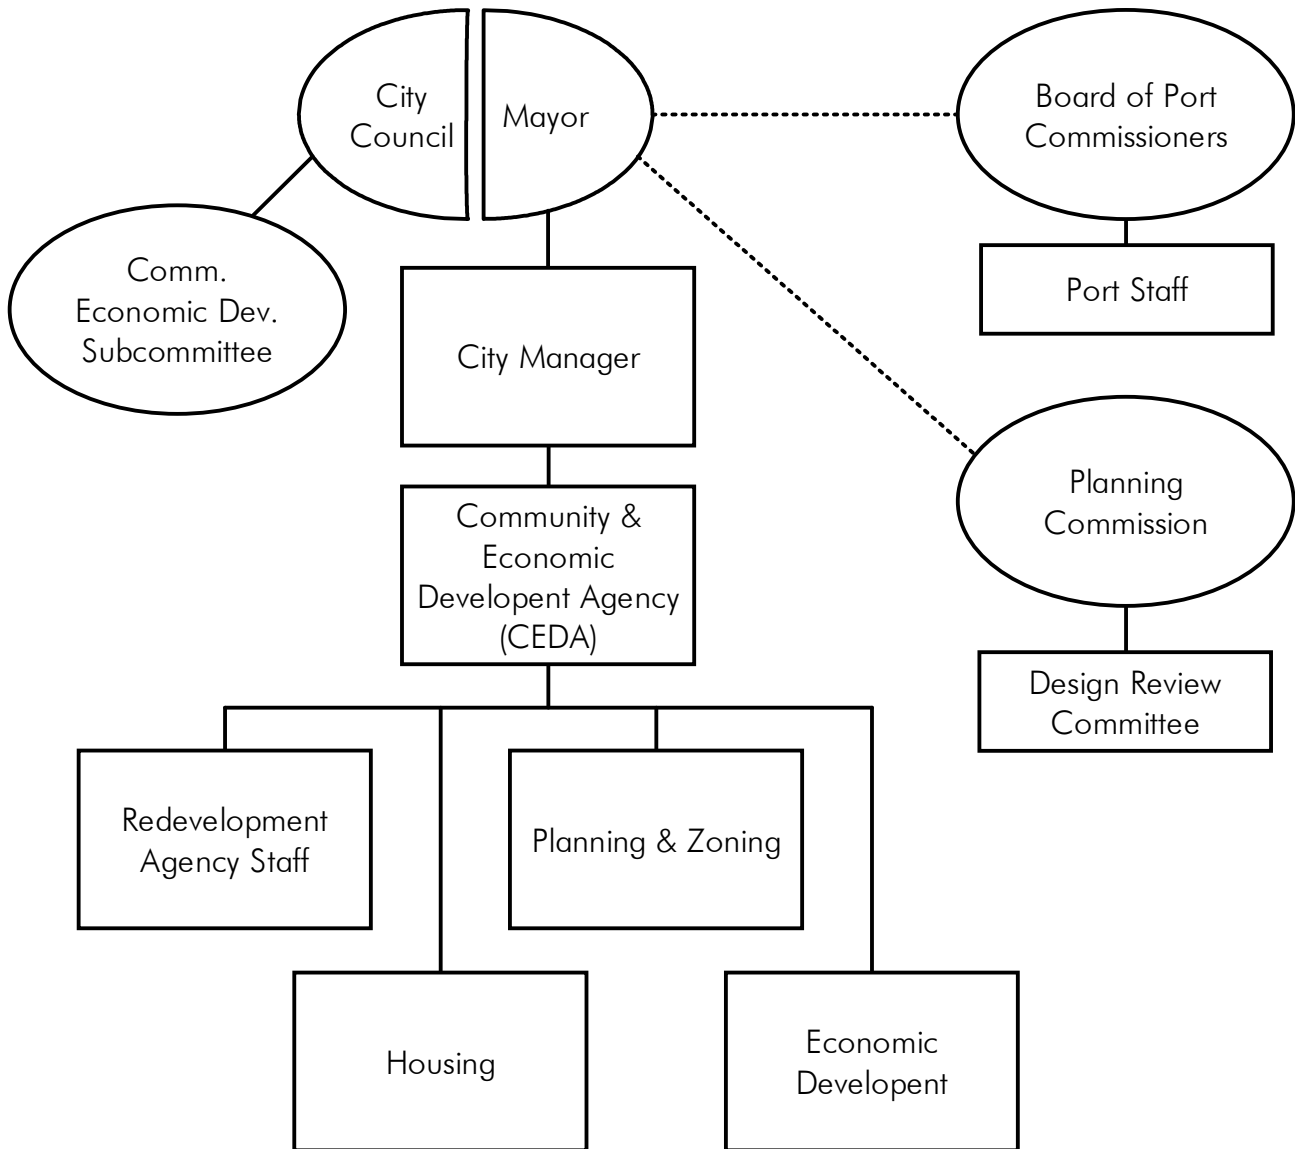 City
Council
Mayor
Board of Port
Commissioners
Comm.
Economic Dev.
Subcommittee
Port Staff
City Manager
Planning
Commission
Community &
Economic
Developent Agency
(CEDA)
Design Review
Committee
Redevelopment
Agency Staff
Planning & Zoning
Housing
Economic
Developent